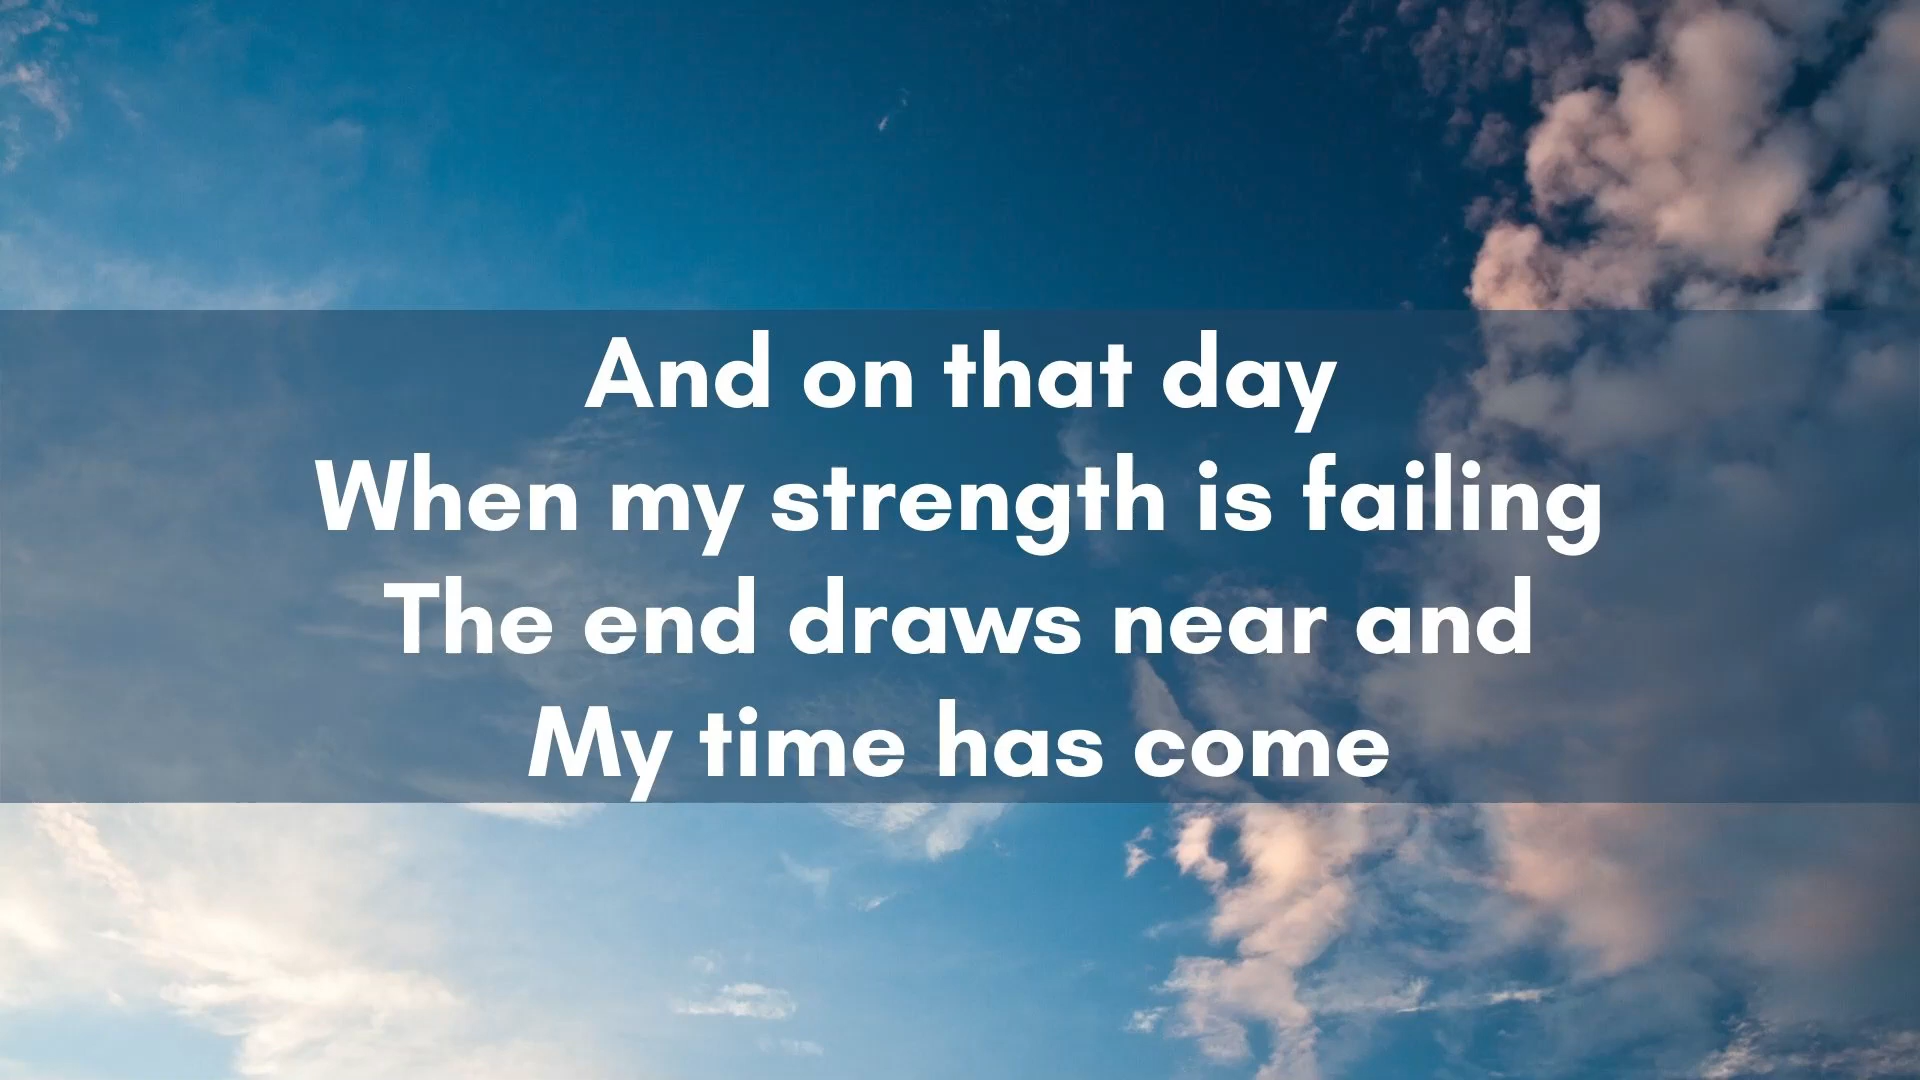 And on that day
When my strength is failing
The end draws near and
My time has come